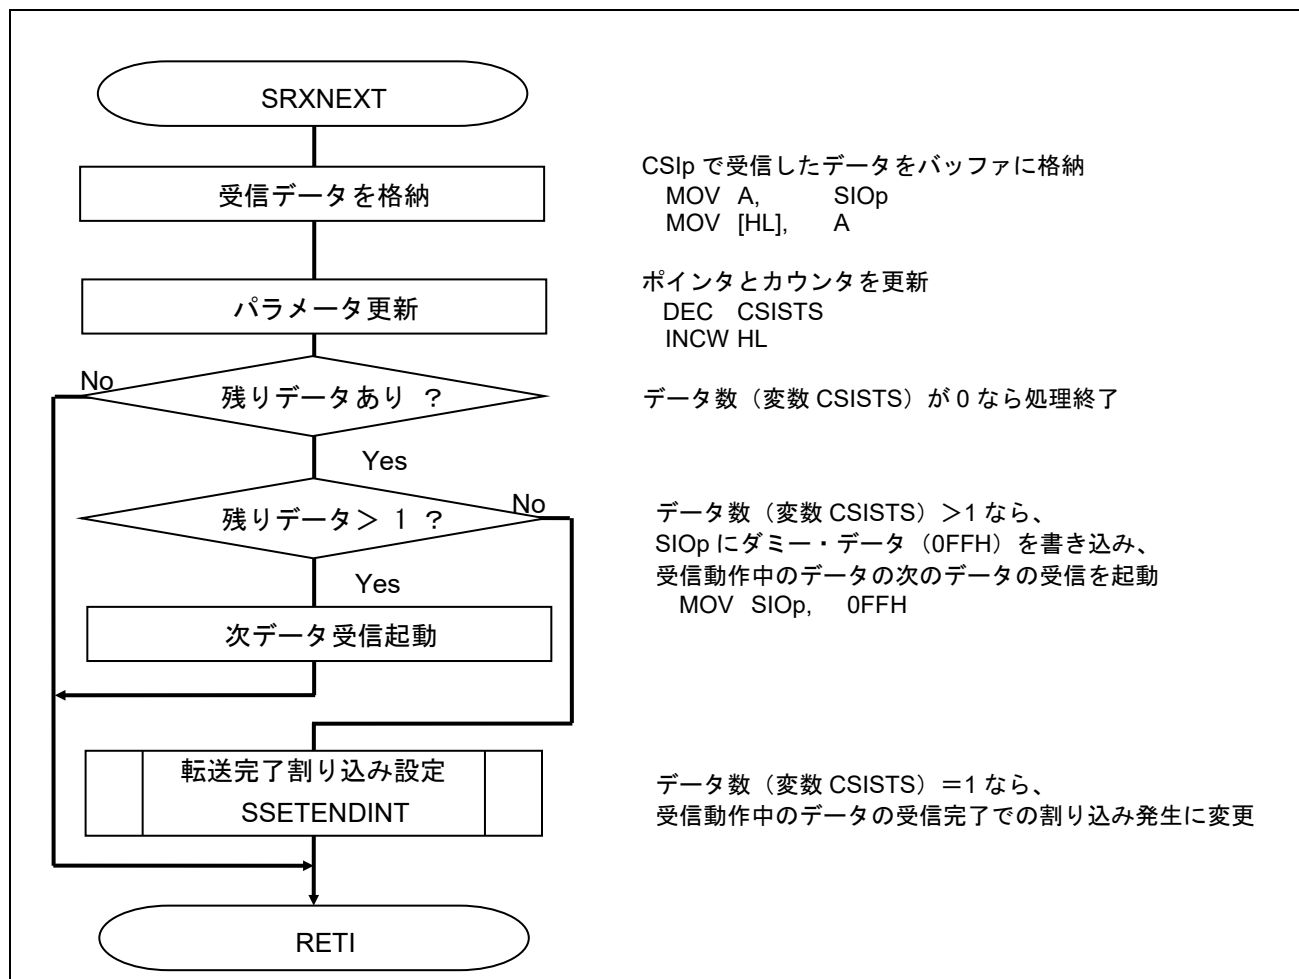 SRXNEXT
受信データを格納
CSIp で受信したデータをバッファに格納
MOV A, SIOp
MOV [HL], A
パラメータ更新
ポインタとカウンタを更新
DEC CSISTS
INCW HL
No
残りデータあり ?
データ数（変数 CSISTS）が 0 なら処理終了
Yes
残りデータ＞ 1 ?
No
データ数（変数 CSISTS）＞1 なら、
SIOp にダミー・データ（0FFH）を書き込み、
受信動作中のデータの次のデータの受信を起動
MOV SIOp, 0FFH
Yes
次データ受信起動
転送完了割り込み設定
SSETENDINT
データ数（変数 CSISTS）＝1 なら、
受信動作中のデータの受信完了での割り込み発生に変更
RETI